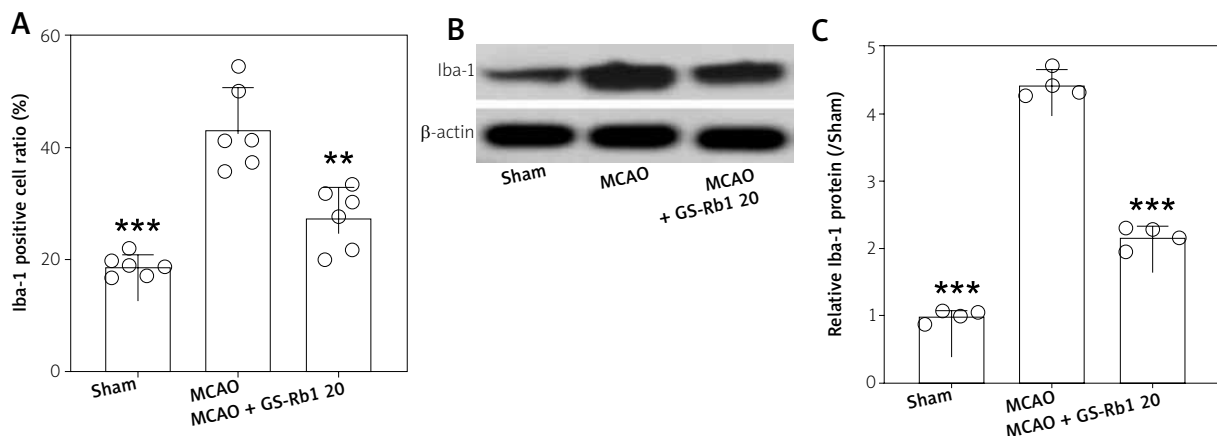 A
Iba-1 positive cell ratio (%)
60
40
20
0
***
**
Sham
MCAO
MCAO + GS-Rb1 20
B
Iba-1
β-actin
Sham
MCAO
MCAO
+ GS-Rb1 20
C
Relative Iba-1 protein (/Sham)
5
4
3
2
1
0
***
***
Sham
MCAO
MCAO + GS-Rb1 20